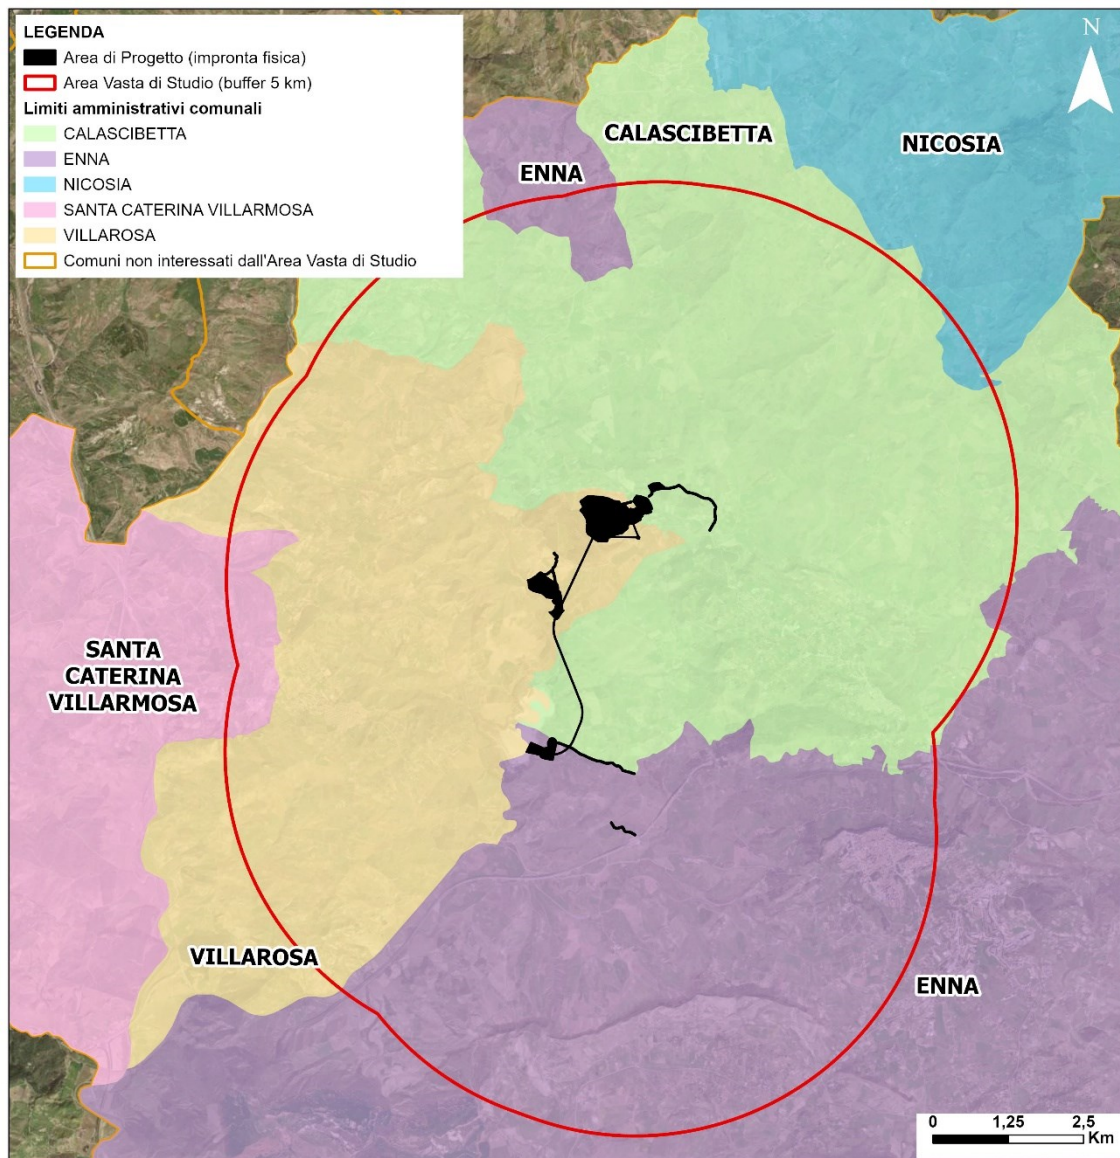 LEGENDA
Area di Progetto (impronta fisica)
Area Vasta di Studio (buffer 5 km)
Limiti amministrativi comunali
CALASCIBETTA
ENNA
NICOSIA
SANTA CATERINA VILLARMOSA
VILLAROSA
Comuni non interessati dall'Area Vasta di Studio
N
CALASCIBETTA
NICOSIA
ENNA
SANTA
CATERINA
VILLARMOSA
VILLAROSA
ENNA
0 1,25 2,5
Km